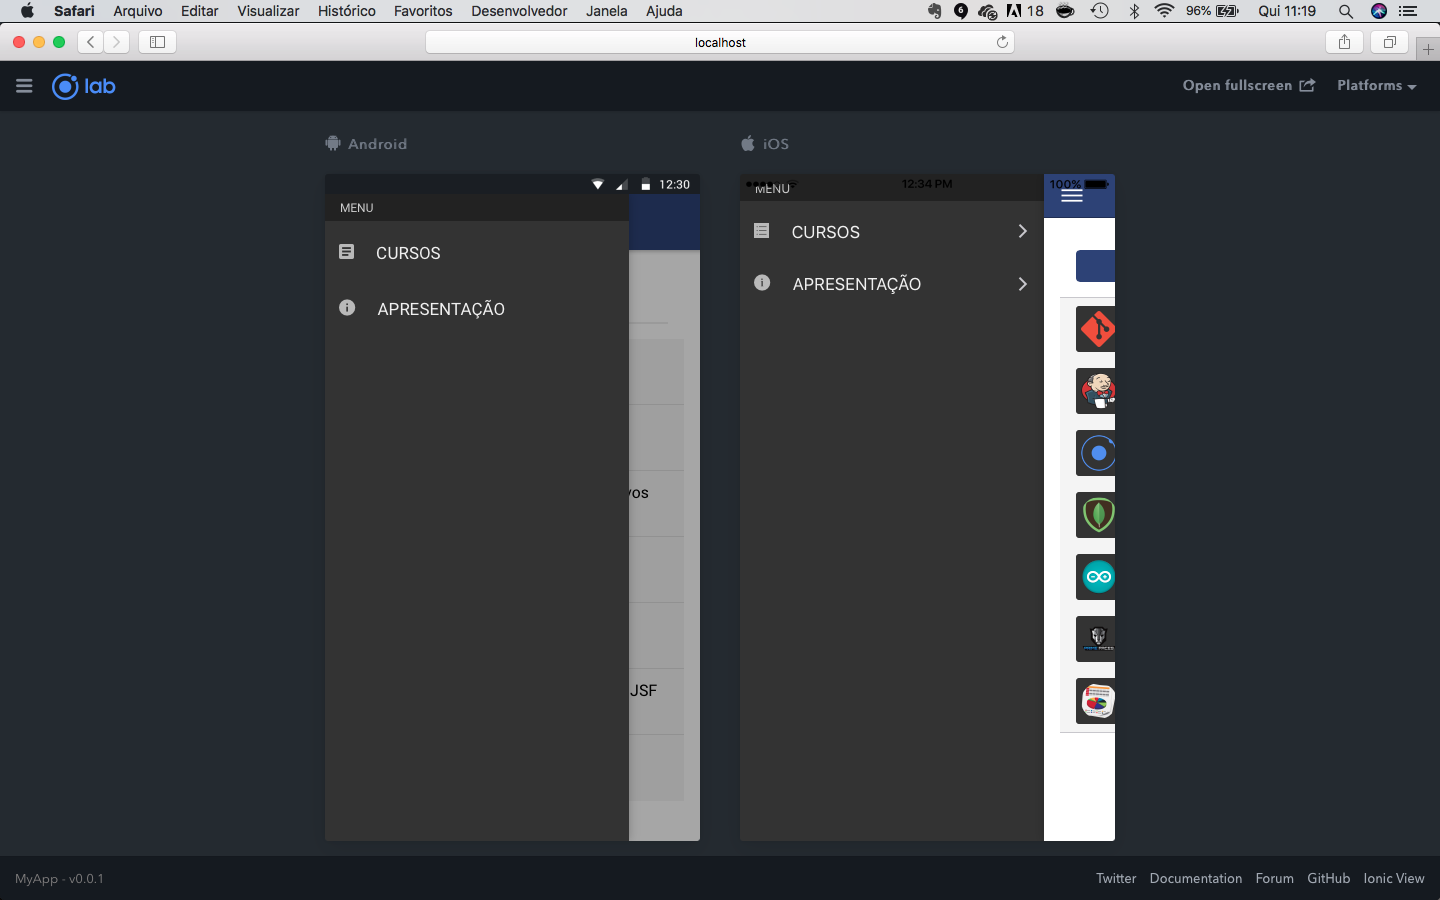 Safari Arquivo Editar Visualizar Histórico Favoritos Desenvolvedor Janela Ajuda 6 18 96% Qui 11:19
localhost
lab Open fullscreen Platforms
Android
iOS
12:30
MENU
CURSOS
APRESENTAÇÃO
vos
JSF
12:34 PM 100%
MENU
CURSOS
APRESENTAÇÃO
MyApp - v0.0.1 Twitter Documentation Forum GitHub Ionic View